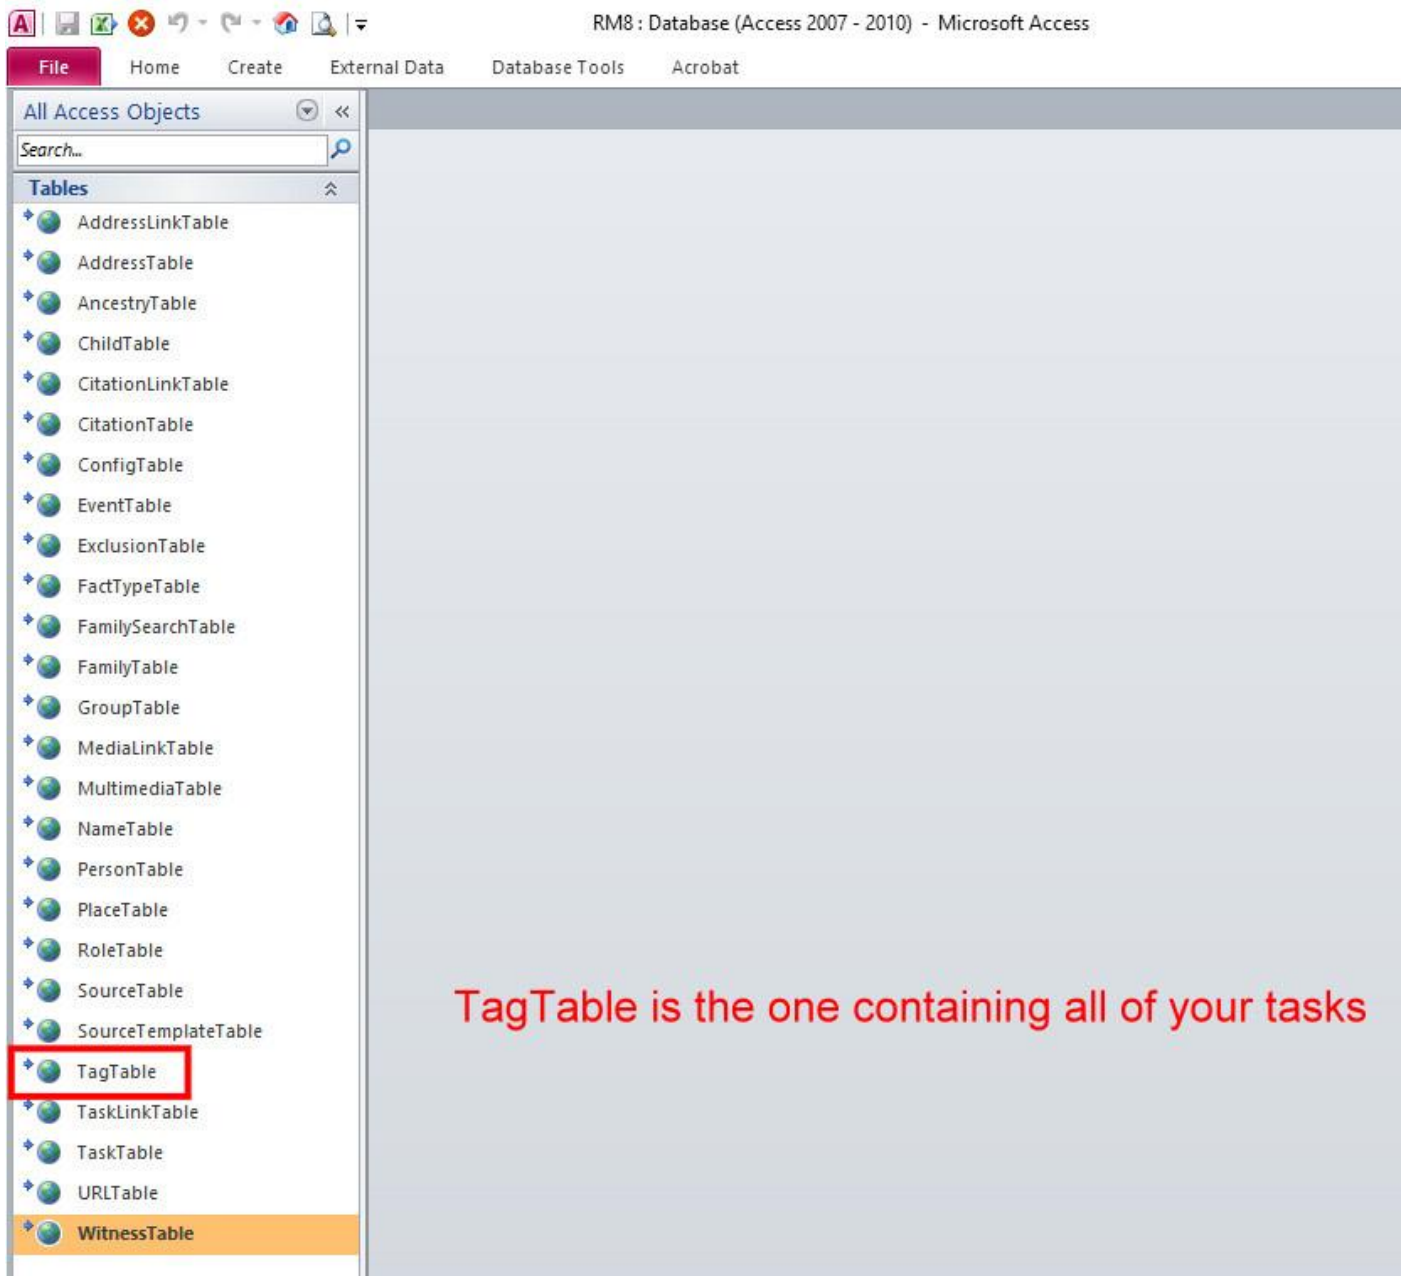 RM8 : Database (Access 2007 - 2010) - Microsoft Access
File Home Create External Data Database Tools Acrobat
All Access Objects
Search...
Tables
AddressLinkTable
AddressTable
AncestryTable
ChildTable
CitationLinkTable
CitationTable
ConfigTable
EventTable
ExclusionTable
FactTypeTable
FamilySearchTable
FamilyTable
GroupTable
MediaLinkTable
MultimediaTable
NameTable
PersonTable
PlaceTable
RoleTable
SourceTable
TagTable is the one containing all of your tasks
SourceTemplateTable
TagTable
TaskLinkTable
TaskTable
URLTable
WitnessTable